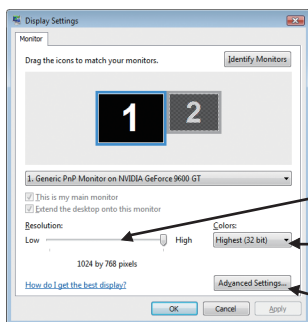 Display Settings
Monitor
Drag the icons to match your monitors.
Identify Monitors
1
2
1. Generic PnP Monitor on NVIDIA GeForce 9600 GT
This is my main monitor
Extend the desktop onto this monitor
Resolution:
Colors:
Low
High
Highest (32 bit)
1024 by 768 pixels
How do I get the best display?
Advanced Settings...
OK
Cancel
Apply